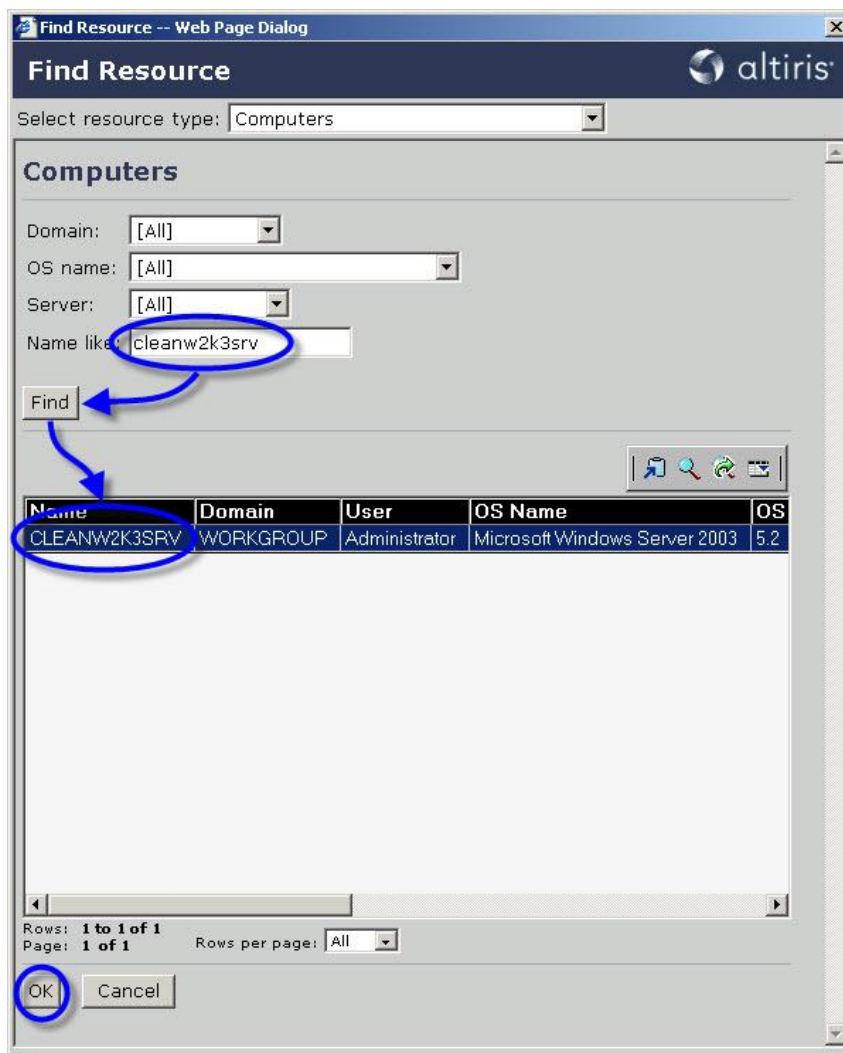 Find Resource -- Web Page Dialog
Find Resource altiris
Select resource type: Computers
Computers
Domain: [All]
OS name: [All]
Server: [All]
Name like: cleanw2k3srv
Find
Name Domain User OS Name OS
CLEANW2K3SRV WORKGROUP Administrator Microsoft Windows Server 2003 5.2
Rows: 1 to 1 of 1
Page: 1 of 1 Rows per page: All
OK Cancel